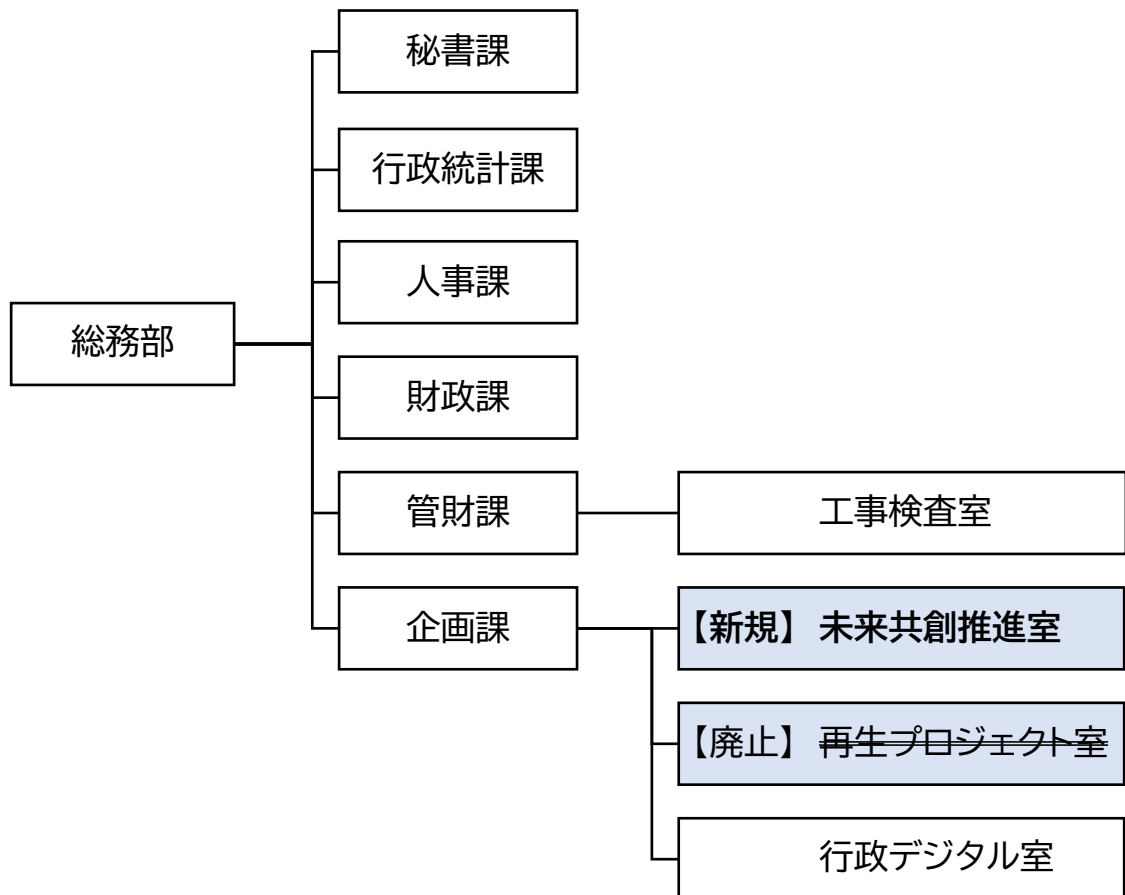 秘書課
行政統計課
人事課
総務部
財政課
管財課
工事検査室
企画課
【新規】 未来共創推進室
【廃止】 再生プロジェクト室
行政デジタル室